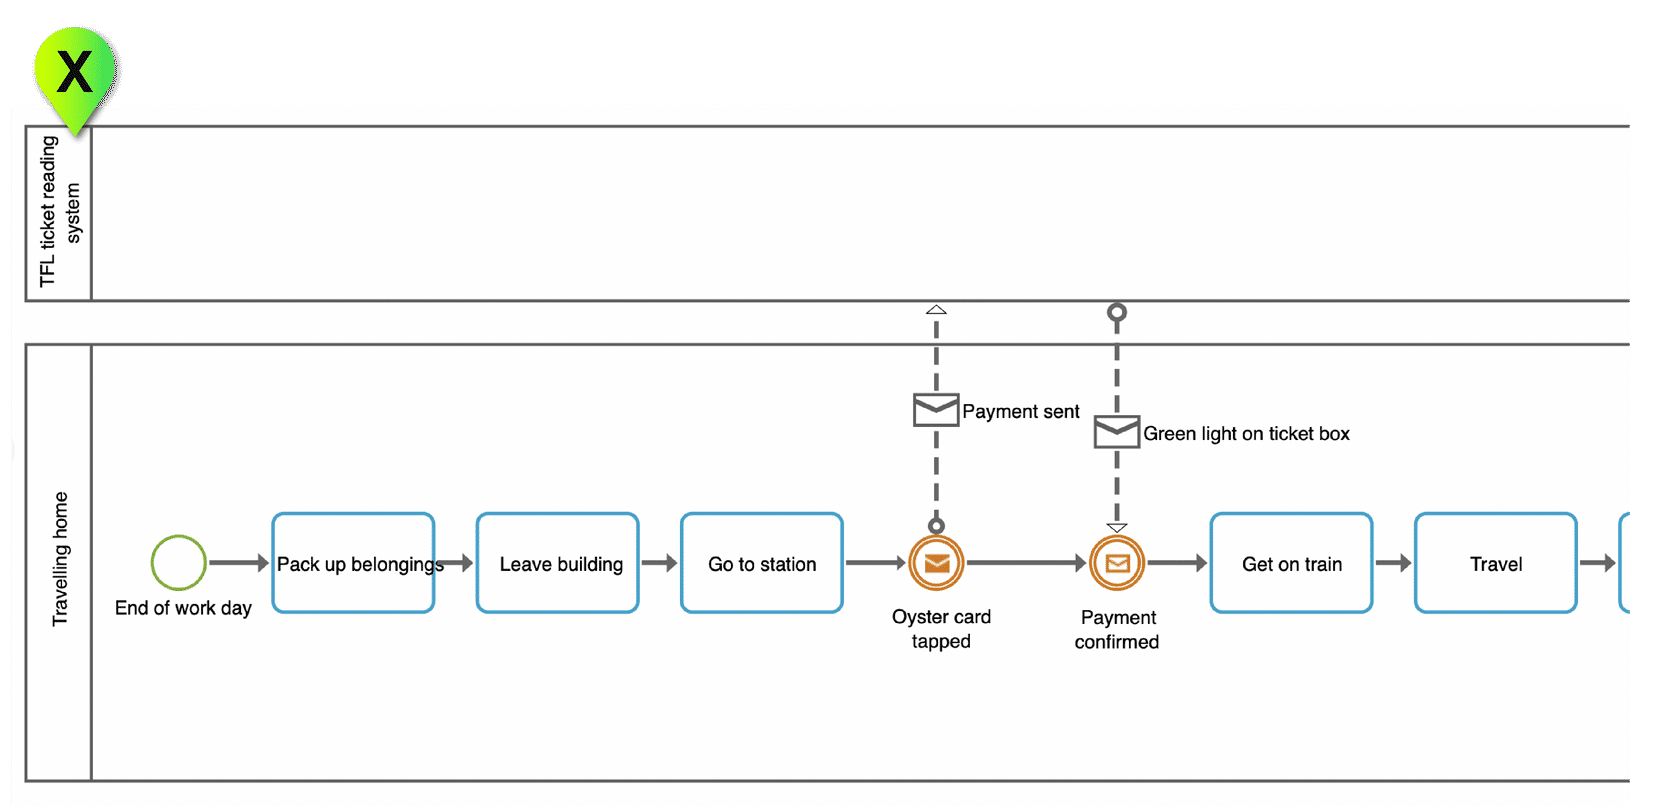 X
TFL ticket reading
system
Payment sent
Green light on ticket box
Travelling home
Pack up belongings
Leave building
Go to station
Get on train
Travel
End of work day
Oyster card
tapped
Payment
confirmed